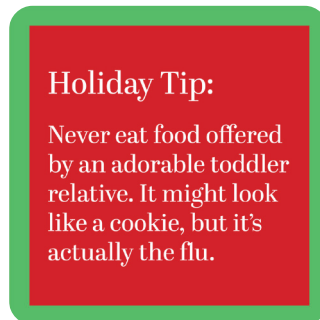 Holiday Tip:
Never eat food offered
by an adorable toddler
relative. It might look
like a cookie, but it’s
actually the flu.